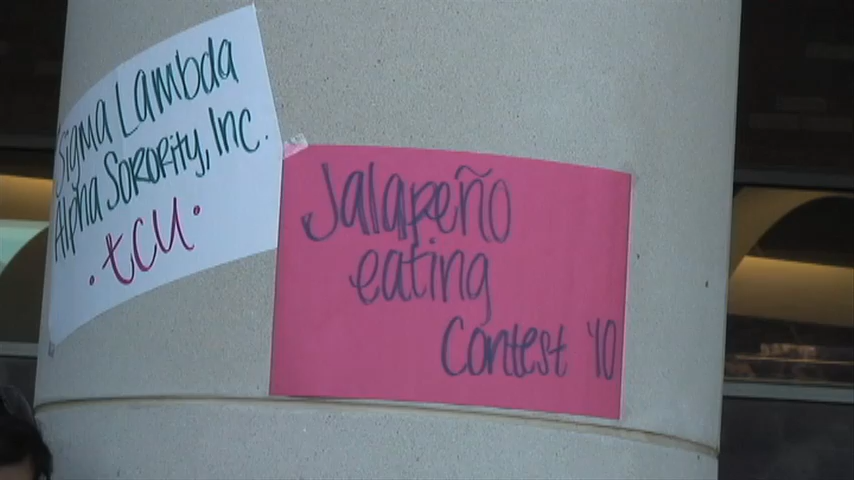 Sigma Lambda
Alpha Sorority, Inc.
. tcu .
Jalapeño
eating
Contest '10